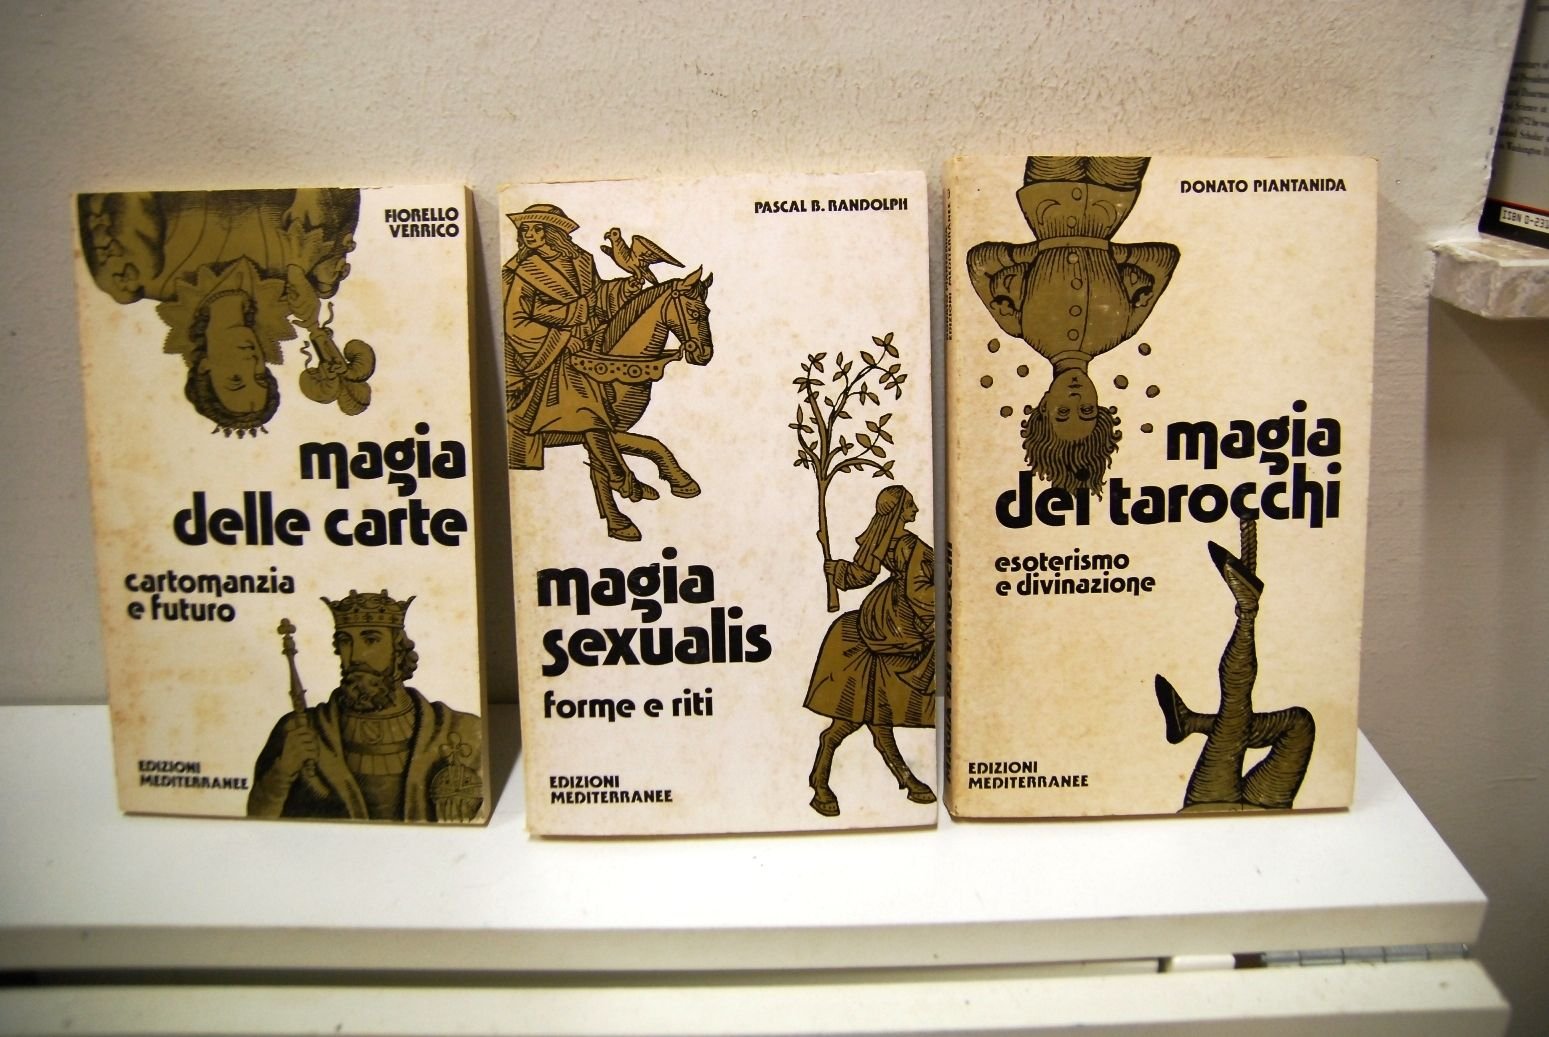 FIORELLO
VERRICO
magia
delle carte
cartomanzia
e futuro
EDIZIONI
MEDITERRANEE
PASCAL B. RANDOLPH
magia
sexualis
forme e riti
EDIZIONI
MEDITERRANEE
DONATO PIANTANIDA
magia
dei tarocchi
esoterismo
e divinazione
EDIZIONI
MEDITERRANEE